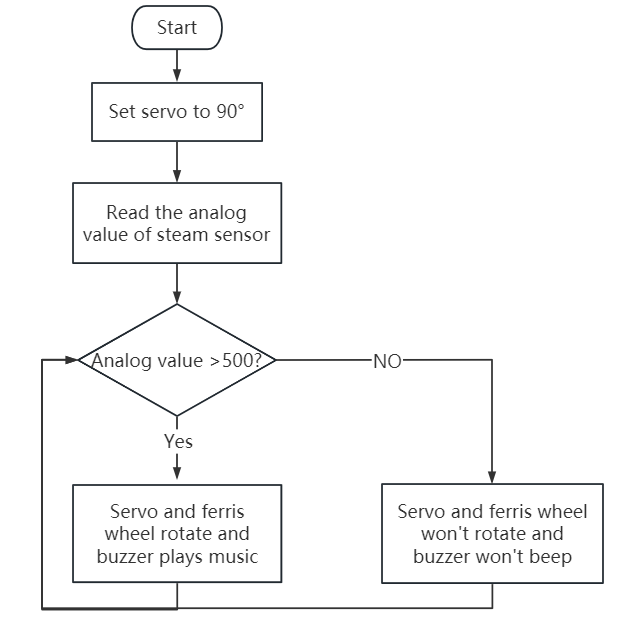 Start
Set servo to 90°
Read the analog
value of steam sensor
Analog value >500?
NO
Yes
Servo and ferris
wheel rotate and
buzzer plays music
Servo and ferris wheel
won't rotate and
buzzer won't beep